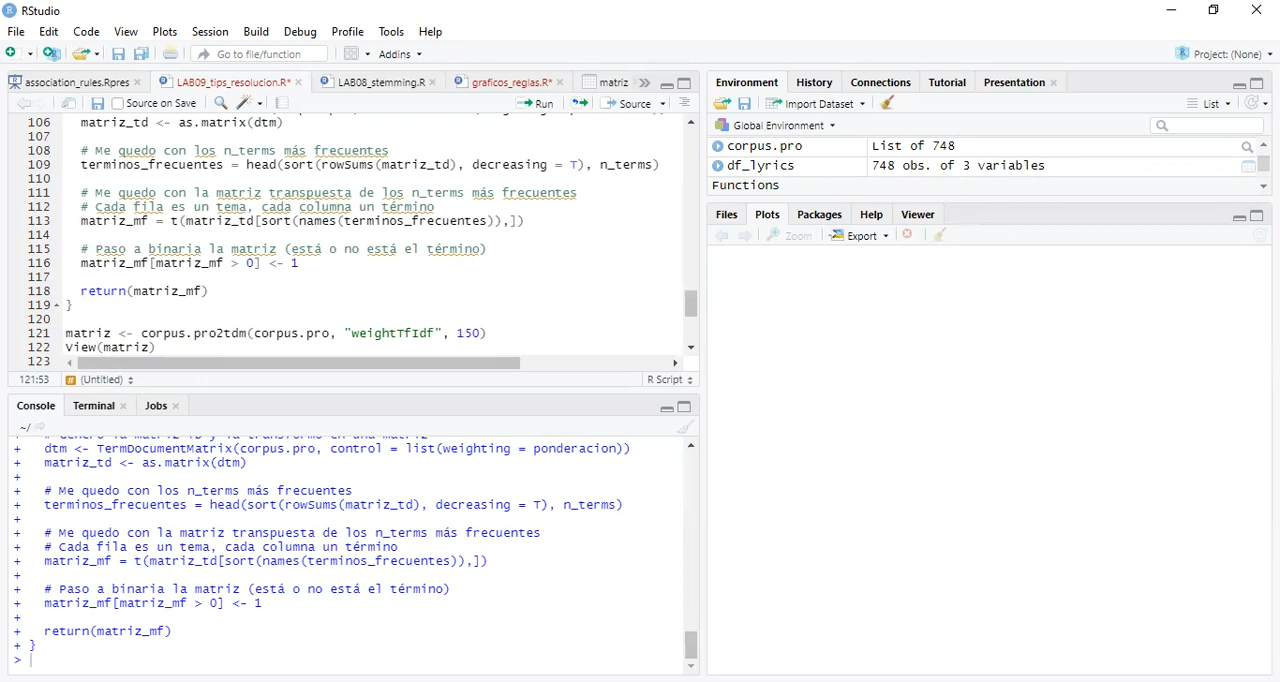 RStudio
File Edit Code View Plots Session Build Debug Profile Tools Help
Go to file/function Addins Project: (None)
association_rules.Rpres LAB09_tips_resolucion.R* LAB08_stemming.R graficos_reglas.R* matriz
Source on Save Run Source
106 matriz_td <- as.matrix(dtm)
107
108 # Me quedo con los n_terms más frecuentes
109 terminos_frecuentes = head(sort(rowSums(matriz_td), decreasing = T), n_terms)
110
111 # Me quedo con la matriz transpuesta de los n_terms más frecuentes
112 # Cada fila es un tema, cada columna un término
113 matriz_mf = t(matriz_td[sort(names(terminos_frecuentes)),])
114
115 # Paso a binaria la matriz (está o no está el término)
116 matriz_mf[matriz_mf > 0] <- 1
117
118 return(matriz_mf)
119 }
120
121 matriz <- corpus.pro2tdm(corpus.pro, "weightTfIdf", 150)
122 View(matriz)
123
121:53 # (Untitled) R Script
Console Terminal Jobs
~/
+ dtm <- TermDocumentMatrix(corpus.pro, control = list(weighting = ponderacion))
+ matriz_td <- as.matrix(dtm)
+
+ # Me quedo con los n_terms más frecuentes
+ terminos_frecuentes = head(sort(rowSums(matriz_td), decreasing = T), n_terms)
+
+ # Me quedo con la matriz transpuesta de los n_terms más frecuentes
+ # Cada fila es un tema, cada columna un término
+ matriz_mf = t(matriz_td[sort(names(terminos_frecuentes)),])
+
+ # Paso a binaria la matriz (está o no está el término)
+ matriz_mf[matriz_mf > 0] <- 1
+
+ return(matriz_mf)
+ }
>
Environment History Connections Tutorial Presentation
Import Dataset List
Global Environment
corpus.pro List of 748
df_lyrics 748 obs. of 3 variables
Functions
Files Plots Packages Help Viewer
Zoom Export